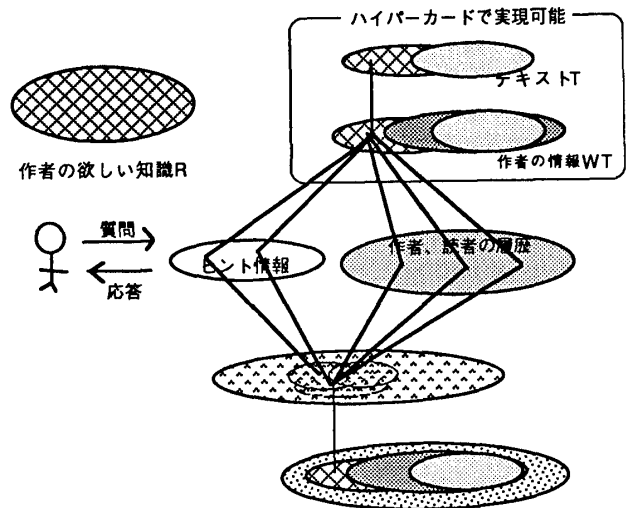 ハイパーカードで実現可能
テキストT
作者の情報WT
作者の欲しい知識R
質問
応答
ヒント情報
作者、読者の履歴